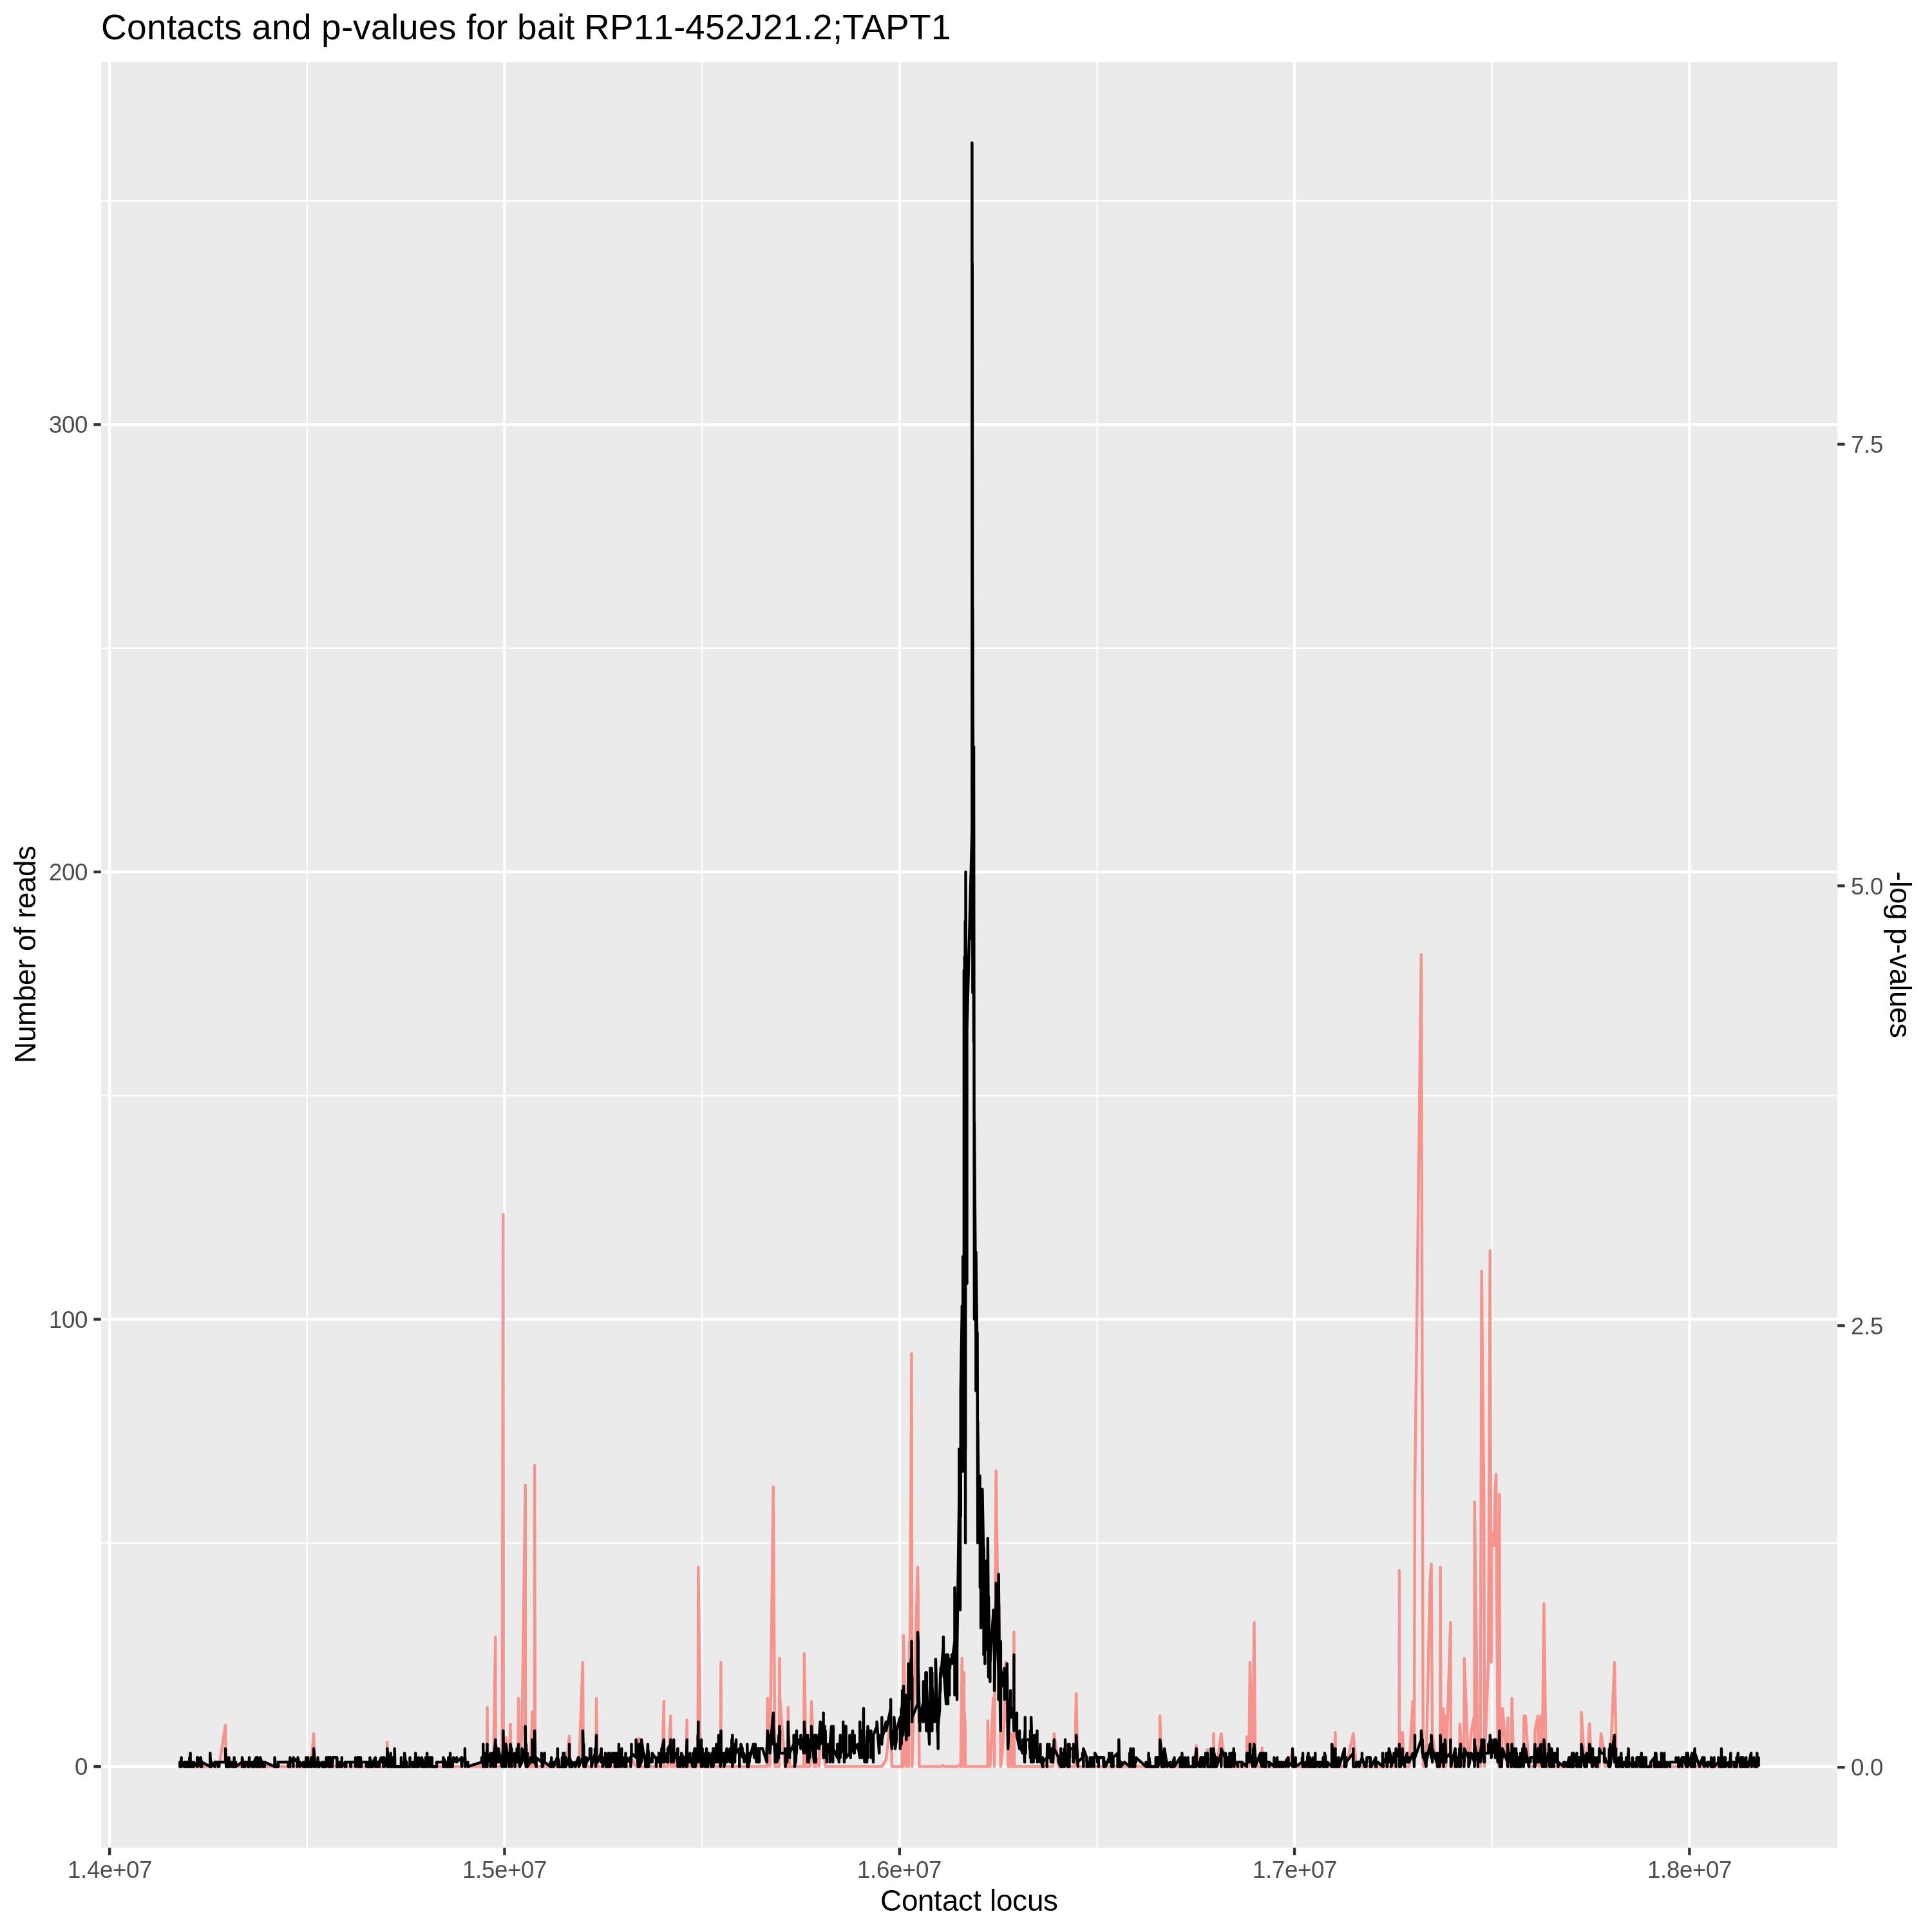 Contacts and p-values for bait RP11-452J21.2;TAPT1
300
200
100
0
Number of reads
7.5
5.0
2.5
0.0
-log p-values
1.4e+07 1.5e+07 1.6e+07 1.7e+07 1.8e+07
Contact locus